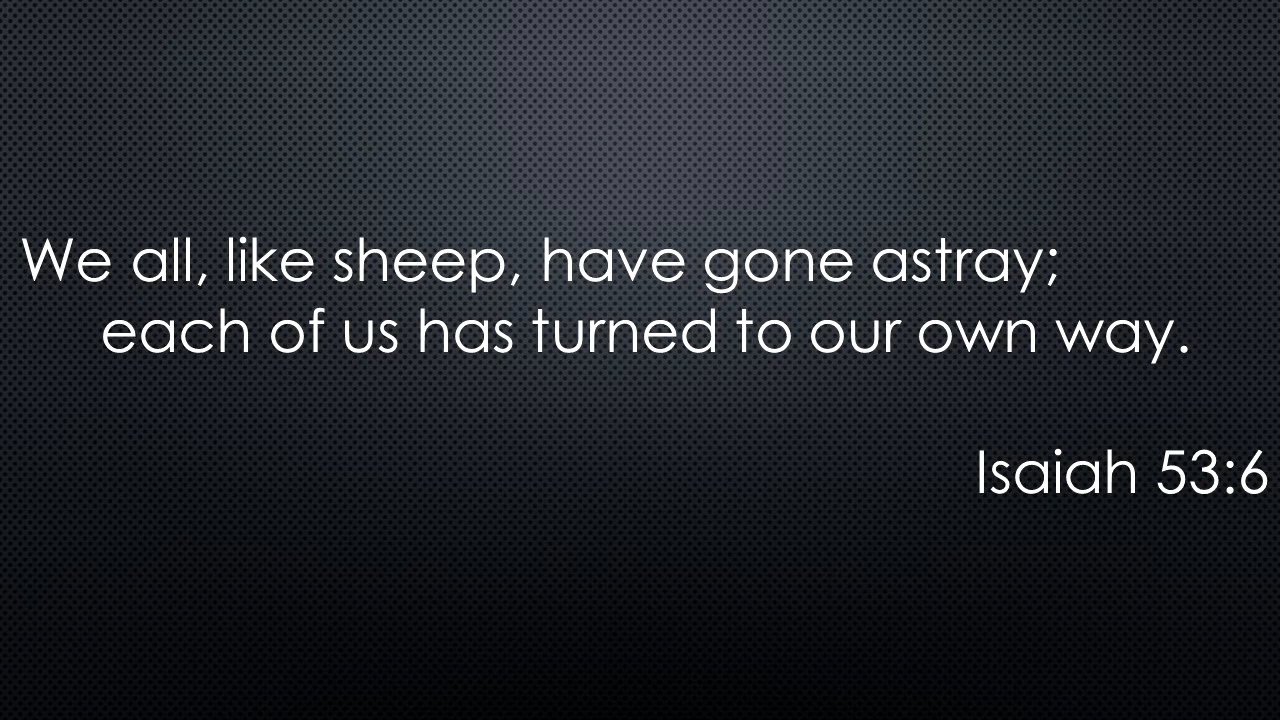 We all, like sheep, have gone astray;
each of us has turned to our own way.
Isaiah 53:6